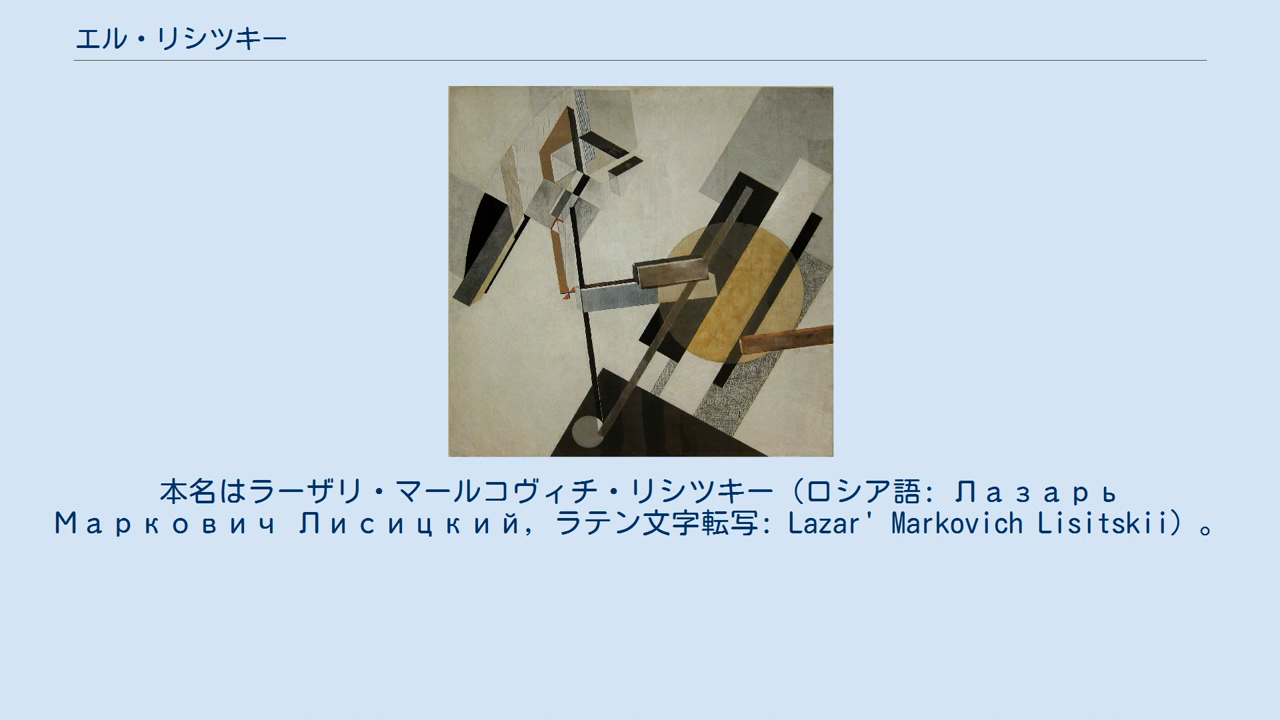 エル・リシツキー
本名はラーザリ・マールコヴィチ・リシツキー（ロシア語: Лазарь
Маркович Лисицкий, ラテン文字転写: Lazar' Markovich Lisitskii）。